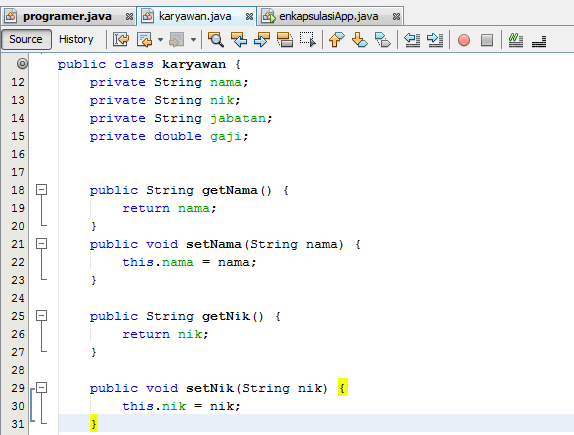 programer.java karyawan.java enkapsulasiApp.java
Source History
public class karyawan {
12 private String nama;
13 private String nik;
14 private String jabatan;
15 private double gaji;
16
17
18 public String getNama() {
19 return nama;
20 }
21 public void setNama(String nama) {
22 this.nama = nama;
23 }
24
25 public String getNik() {
26 return nik;
27 }
28
29 public void setNik(String nik) {
30 this.nik = nik;
31 }